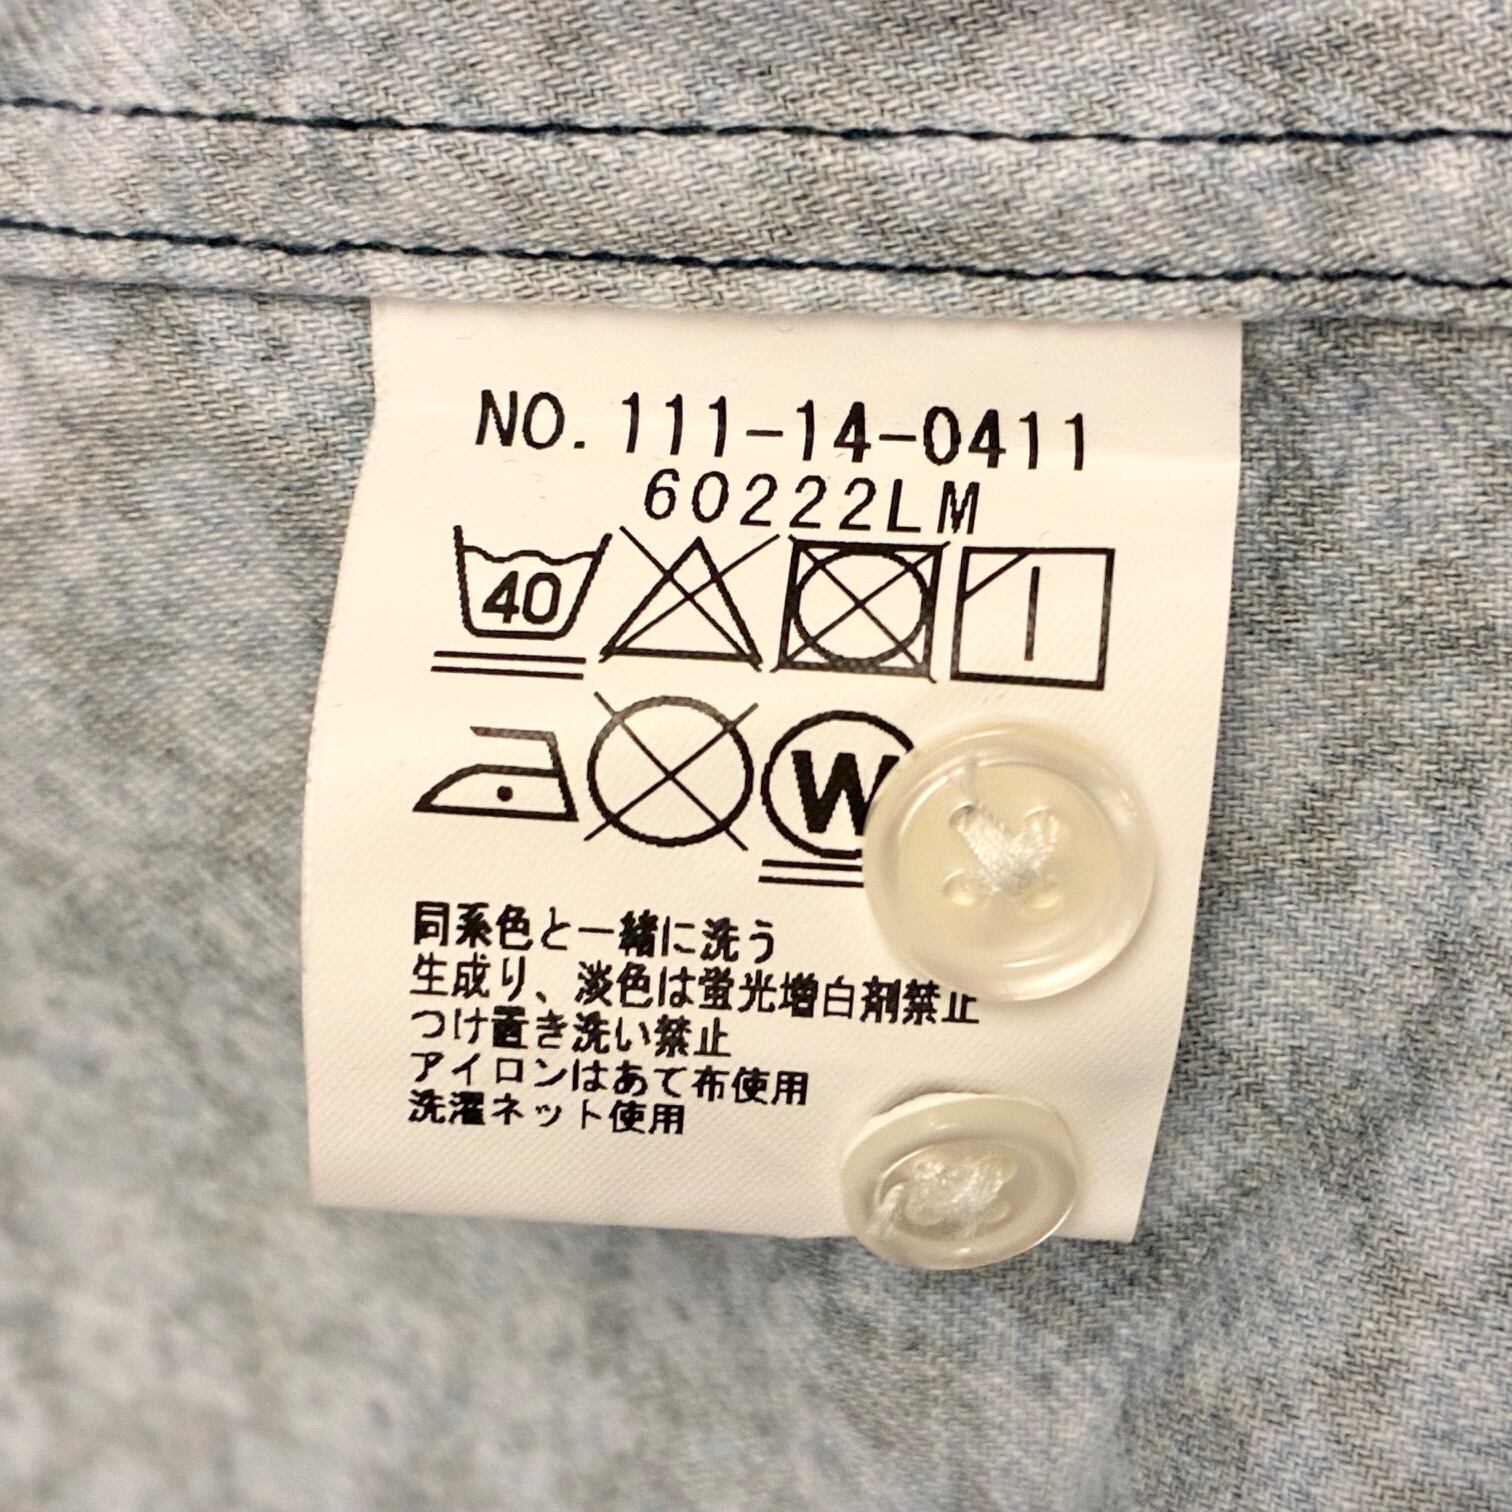 NO. 111-14-0411
60222LM
40
W
同系色と一緒に洗う
生成り、淡色は蛍光増白剤禁止
つけ置き洗い禁止
アイロンはあて布使用
洗濯ネット使用